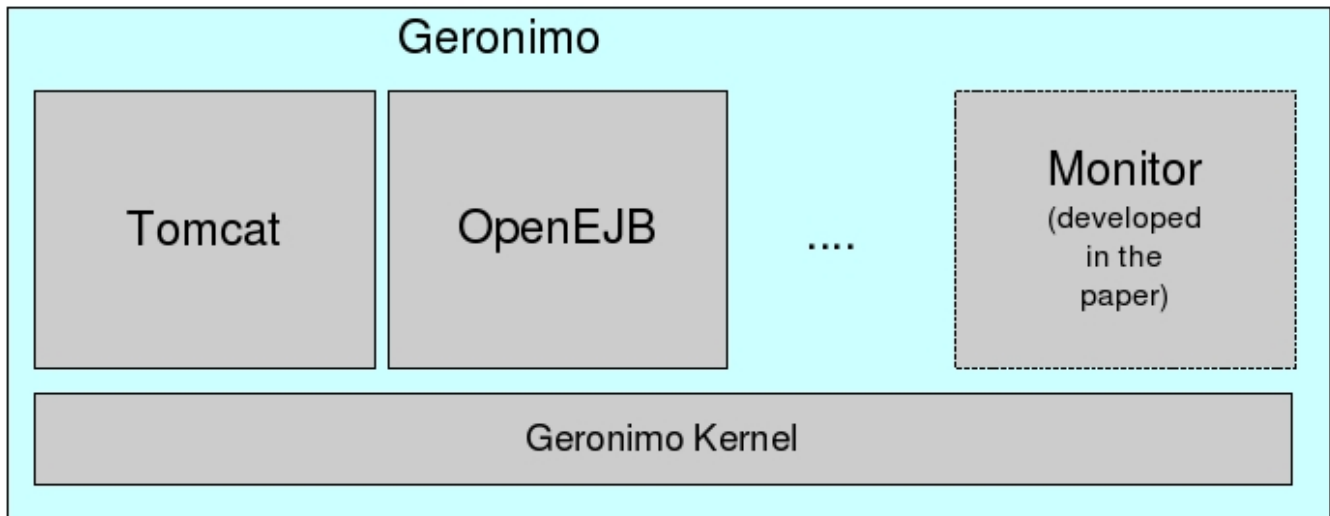 Geronimo
Tomcat
OpenEJB
....
Monitor
(developed
in the
paper)
Geronimo Kernel